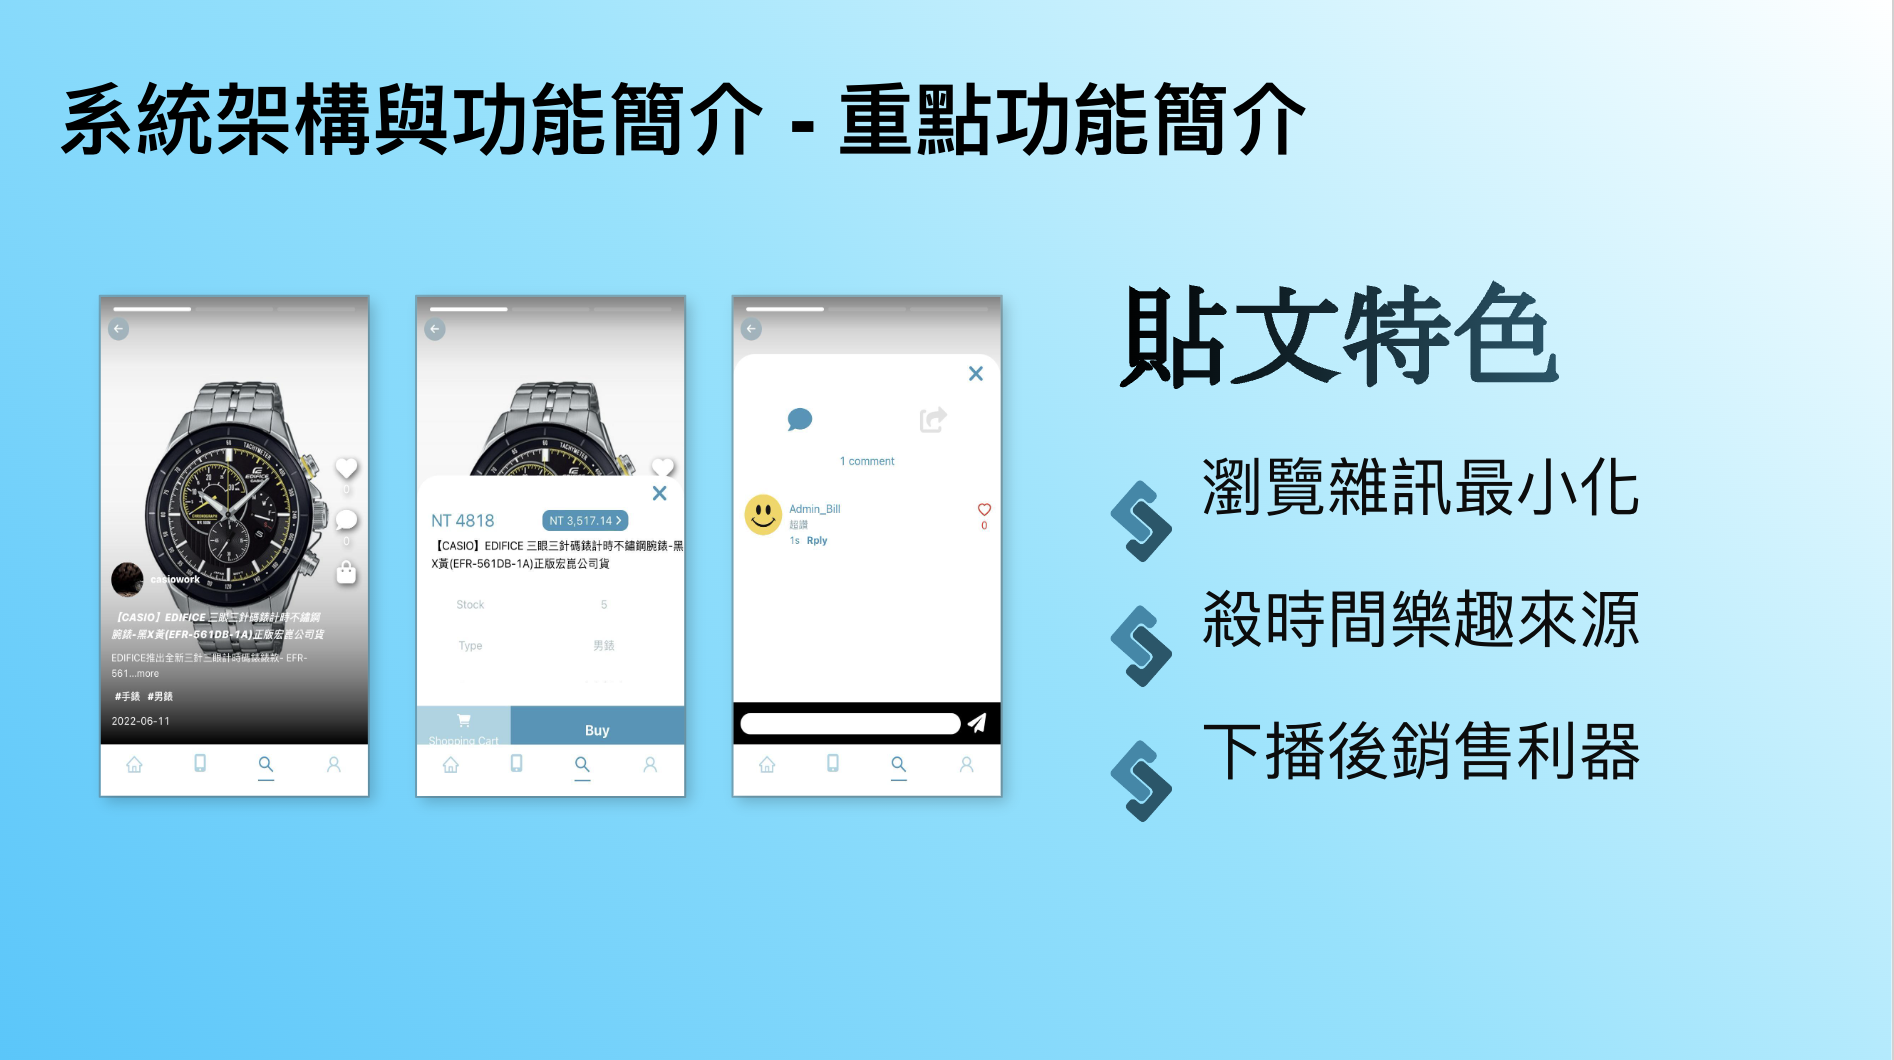 系統架構與功能簡介 - 重點功能簡介
貼文特色
瀏覽雜訊最小化
殺時間樂趣來源
下播後銷售利器
0
0
casiowork
【CASIO】EDIFICE 三眼三針碼錶計時不鏽鋼
腕錶-黑X黃(EFR-561DB-1A)正版宏崑公司貨
EDIFICE推出全新三針三眼計時碼錶錶款- EFR-
561...more
#手錶 #男錶
2022-06-11
EDIFICE
CASIO
TACHYMETER
CHRONOGRAPH
NT 4818
NT 3,517.14
【CASIO】EDIFICE 三眼三針碼錶計時不鏽鋼腕錶-黑
X黃(EFR-561DB-1A)正版宏崑公司貨
Stock 5
Type 男錶
Shopping Cart
Buy
1 comment
Admin_Bill
超讚
1s Rply
0